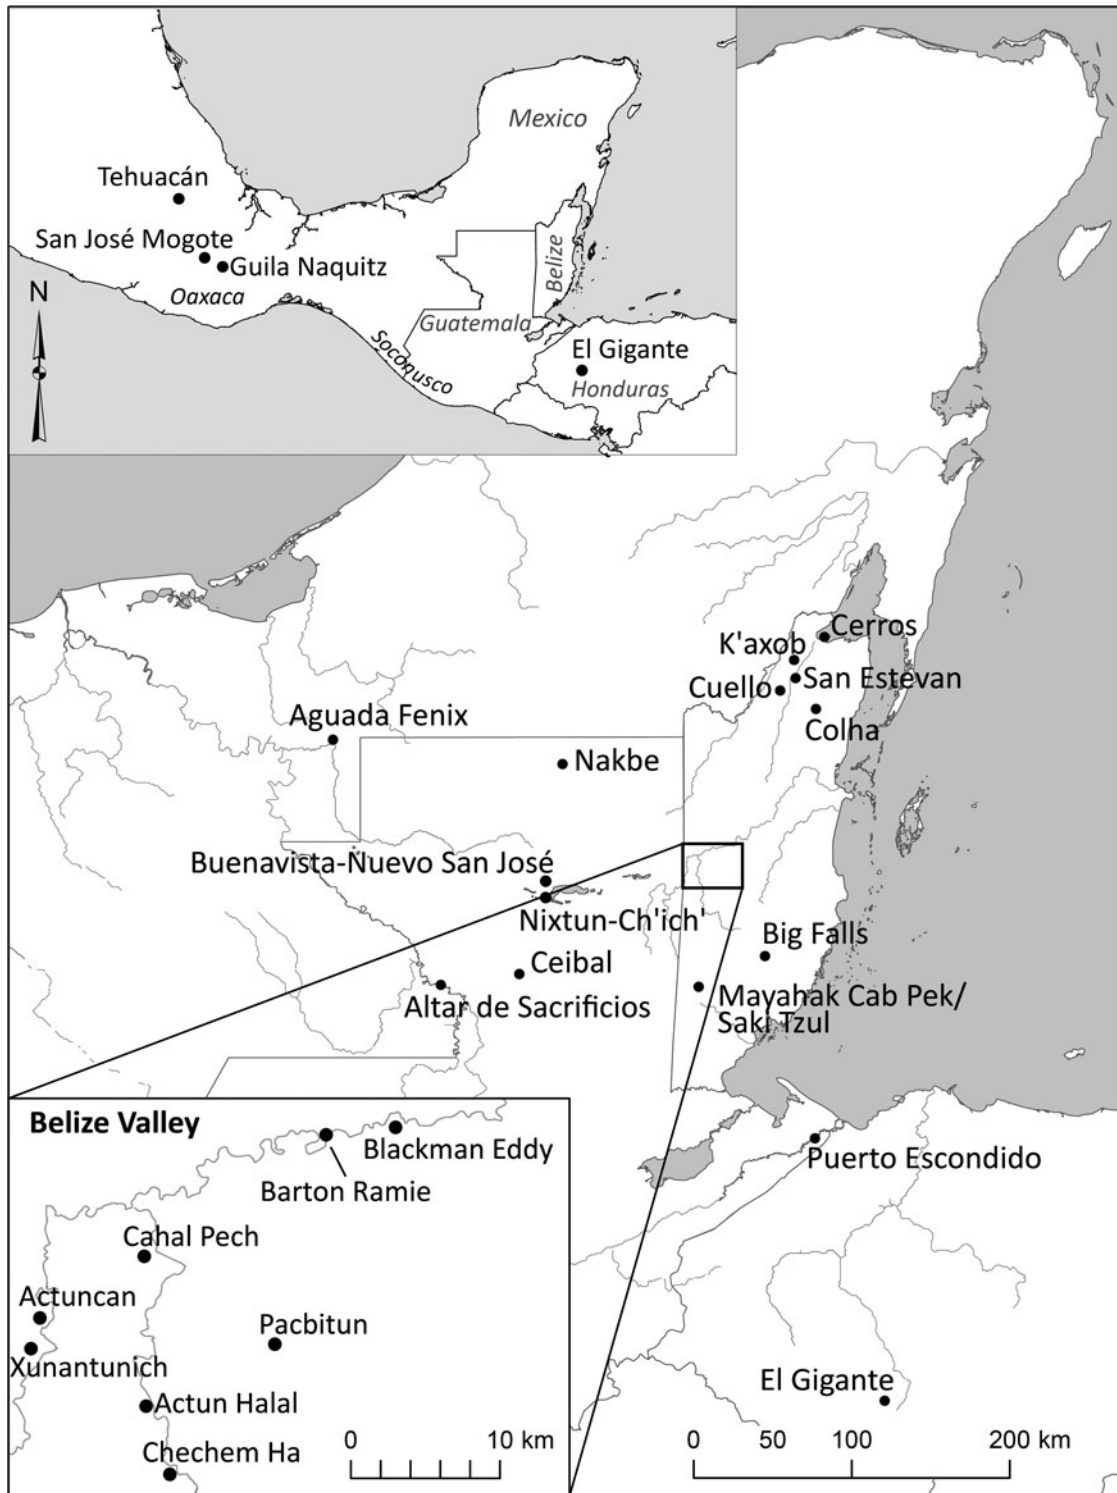 Mexico
Tehuacán
San José Mogote
Guila Naquitz
Belize
N
Oaxaca
Guatemala
Soconusco
El Gigante
Honduras
Cerros
K'axob
San Estevan
Cuello
Colha
Aguada Fenix
Nakbe
Buenavista-Nuevo San José
Nixtun-Ch'ich'
Big Falls
Ceibal
Altar de Sacrificios
Mayahak Cab Pek/
Saki Tzul
Belize Valley
Blackman Eddy
Barton Ramie
Puerto Escondido
Cahal Pech
Actuncan
Pacbitun
Xunantunich
El Gigante
Actun Halal
Chechem Ha
0 10 km
0 50 100 200 km